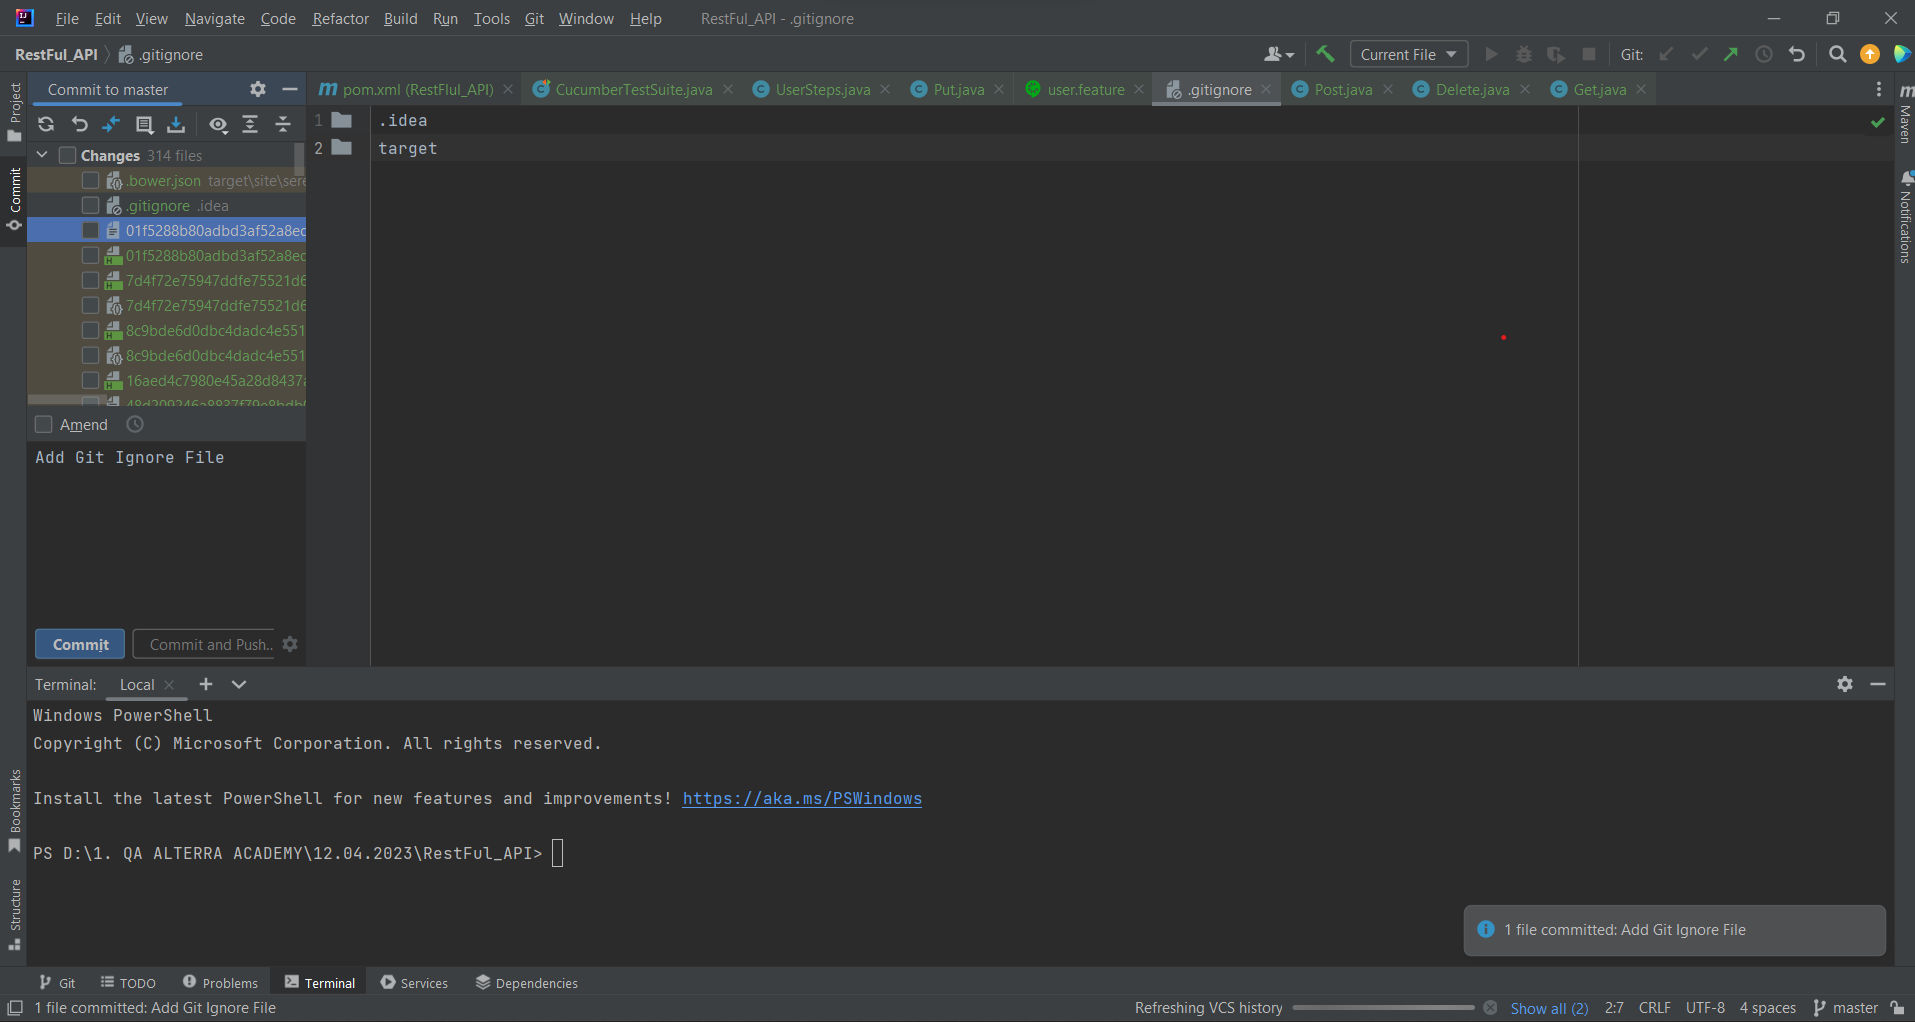 File Edit View Navigate Code Refactor Build Run Tools Git Window Help RestFul_API - .gitignore
RestFul_API .gitignore Current File Git:
Commit to master
pom.xml (RestFlul_API) CucumberTestSuite.java UserSteps.java Put.java user.feature .gitignore Post.java Delete.java Get.java
Project
Commit
Bookmarks
Structure
Maven
Notifications
Changes 314 files
.bower.json target\site\sere
.gitignore .idea
01f5288b80adbd3af52a8ec
01f5288b80adbd3af52a8ec
7d4f72e75947ddfe75521d6
7d4f72e75947ddfe75521d6
8c9bde6d0dbc4dadc4e551
8c9bde6d0dbc4dadc4e551
16aed4c7980e45a28d8437a
Amend
Add Git Ignore File
Commit Commit and Push..
1 .idea
2 target
Terminal: Local
Windows PowerShell
Copyright (C) Microsoft Corporation. All rights reserved.
Install the latest PowerShell for new features and improvements! https://aka.ms/PSWindows
PS D:\1. QA ALTERRA ACADEMY\12.04.2023\RestFul_API>
1 file committed: Add Git Ignore File
Git TODO Problems Terminal Services Dependencies
1 file committed: Add Git Ignore File Refreshing VCS history Show all (2) 2:7 CRLF UTF-8 4 spaces master